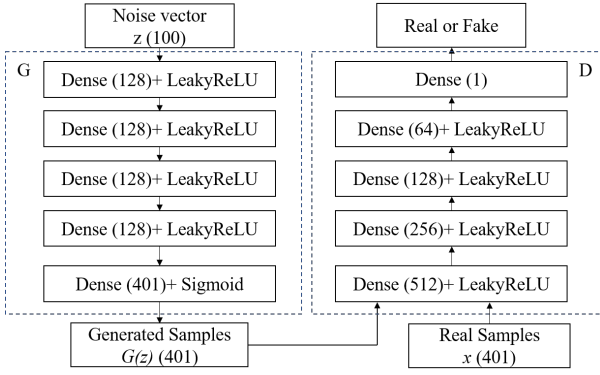 Noise vector
z (100)
G
Dense (128)+ LeakyReLU
Dense (128)+ LeakyReLU
Dense (128)+ LeakyReLU
Dense (128)+ LeakyReLU
Dense (401)+ Sigmoid
Generated Samples
G(z) (401)
Real or Fake
D
Dense (1)
Dense (64)+ LeakyReLU
Dense (128)+ LeakyReLU
Dense (256)+ LeakyReLU
Dense (512)+ LeakyReLU
Real Samples
x (401)